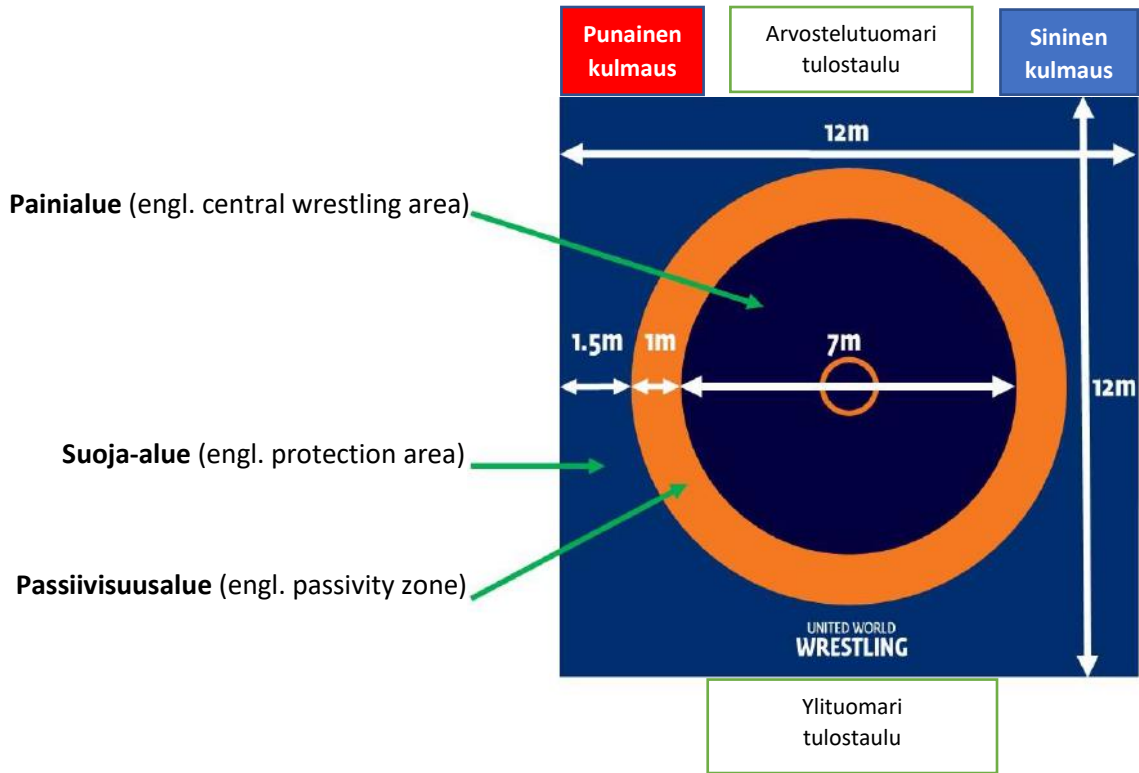 Punainen
kulmaus
Arvostelutuomari
tulostaulu
Sininen
kulmaus
12m
Painialue (engl. central wrestling area)
1.5m
1m
7m
12m
Suoja-alue (engl. protection area)
Passiivisuusalue (engl. passivity zone)
UNITED WORLD
WRESTLING
Ylituomari
tulostaulu